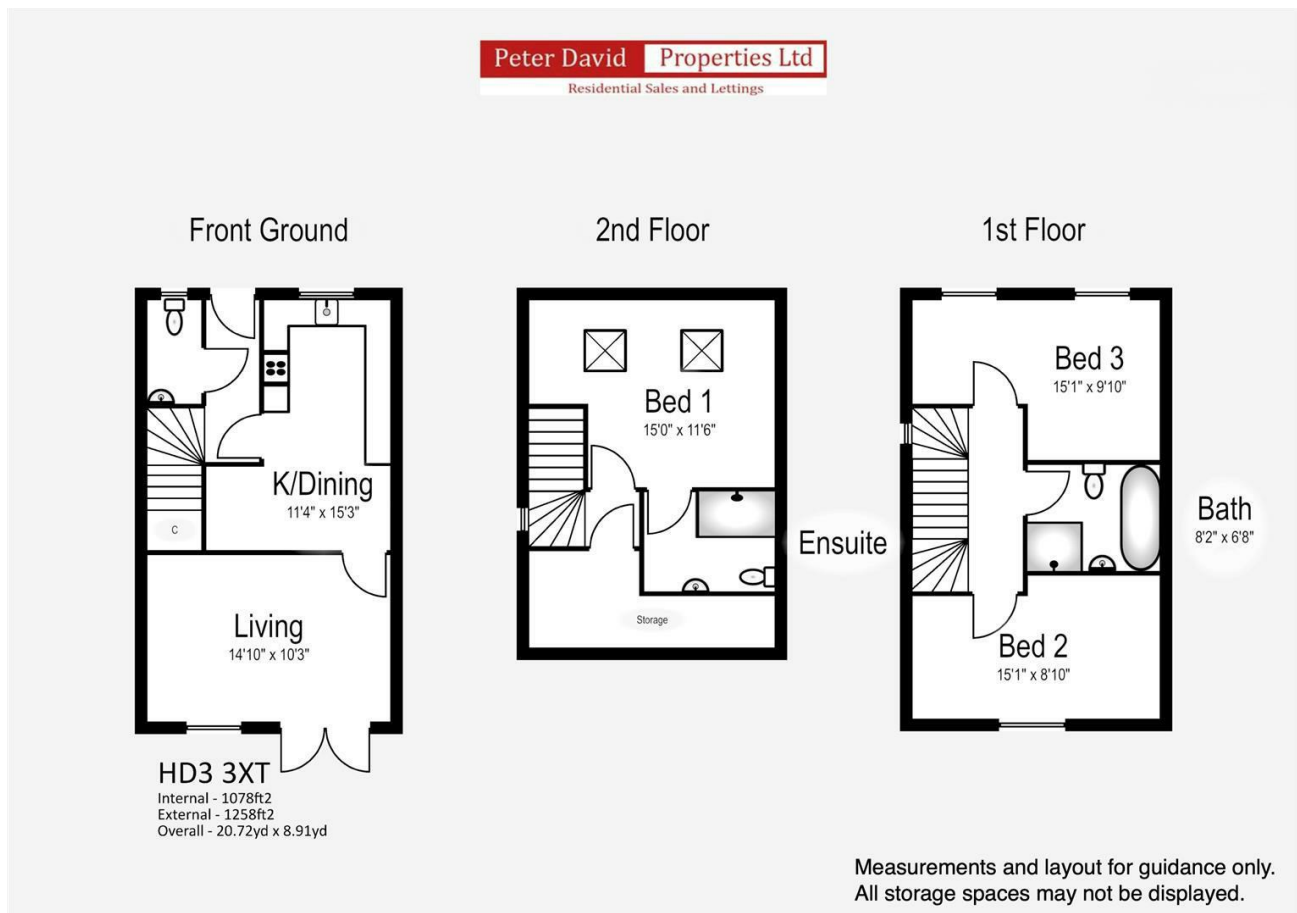 Peter David Properties Ltd
Residential Sales and Lettings
Front Ground
2nd Floor
1st Floor
K/Dining
11'4" x 15'3"
C
Living
14'10" x 10'3"
Bed 1
15'0" x 11'6"
Ensuite
Storage
Bed 3
15'1" x 9'10"
Bath
8'2" x 6'8"
Bed 2
15'1" x 8'10"
HD3 3XT
Internal - 1078ft2
External - 1258ft2
Overall - 20.72yd x 8.91yd
Measurements and layout for guidance only.
All storage spaces may not be displayed.